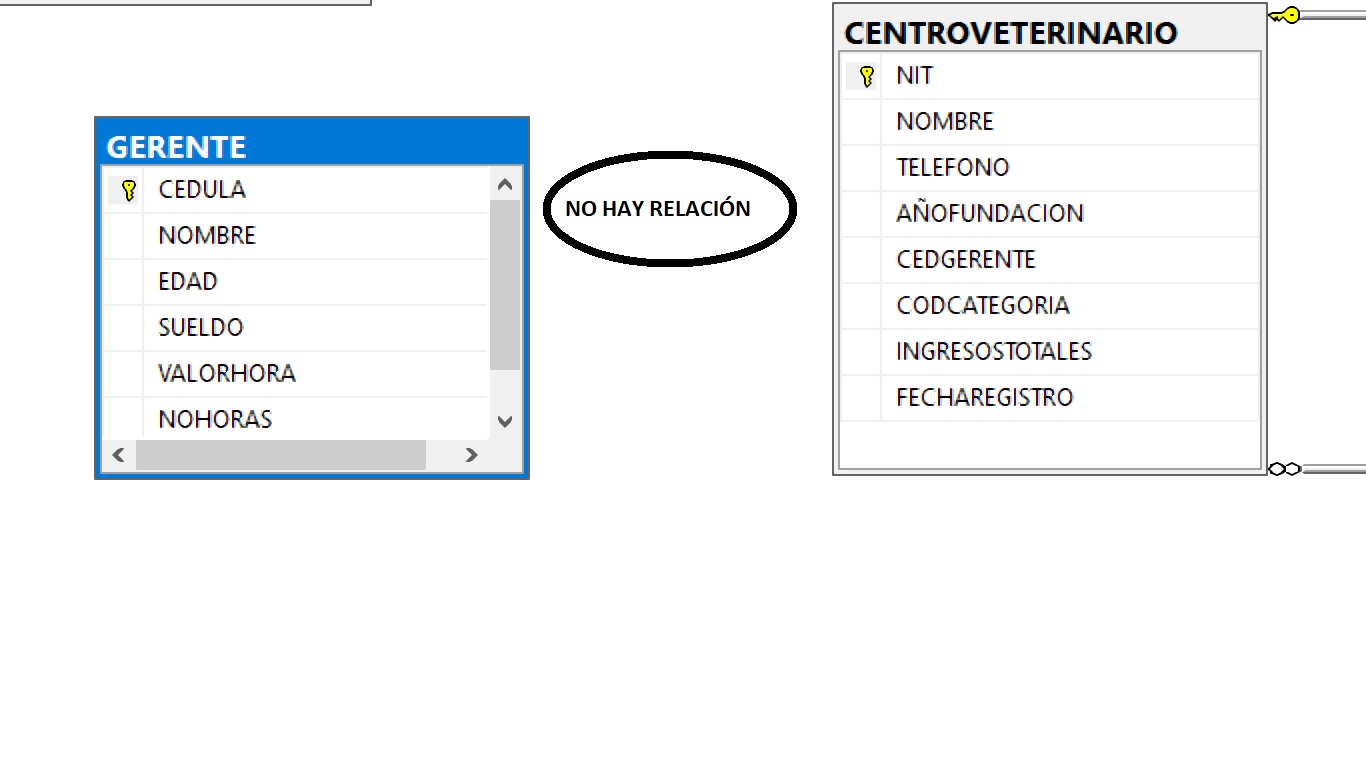 GERENTE
CEDULA
NOMBRE
EDAD
SUELDO
VALORHORA
NOHORAS
NO HAY RELACIÓN
CENTROVETERINARIO
NIT
NOMBRE
TELEFONO
AÑOFUNDACION
CEDGERENTE
CODCATEGORIA
INGRESOSTOTALES
FECHAREGISTRO